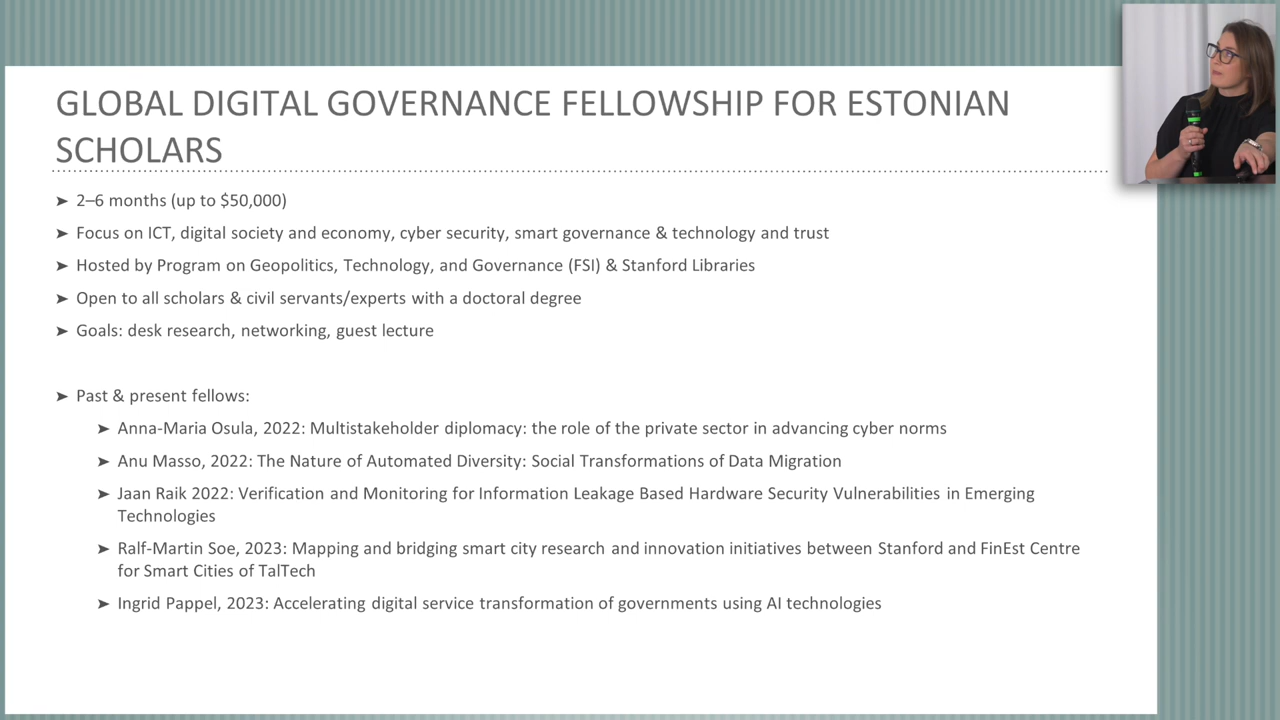 GLOBAL DIGITAL GOVERNANCE FELLOWSHIP FOR ESTONIAN
SCHOLARS
➤ 2–6 months (up to $50,000)
➤ Focus on ICT, digital society and economy, cyber security, smart governance & technology and trust
➤ Hosted by Program on Geopolitics, Technology, and Governance (FSI) & Stanford Libraries
➤ Open to all scholars & civil servants/experts with a doctoral degree
➤ Goals: desk research, networking, guest lecture
➤ Past & present fellows:
➤ Anna-Maria Osula, 2022: Multistakeholder diplomacy: the role of the private sector in advancing cyber norms
➤ Anu Masso, 2022: The Nature of Automated Diversity: Social Transformations of Data Migration
➤ Jaan Raik 2022: Verification and Monitoring for Information Leakage Based Hardware Security Vulnerabilities in Emerging
Technologies
➤ Ralf-Martin Soe, 2023: Mapping and bridging smart city research and innovation initiatives between Stanford and FinEst Centre
for Smart Cities of TalTech
➤ Ingrid Pappel, 2023: Accelerating digital service transformation of governments using AI technologies